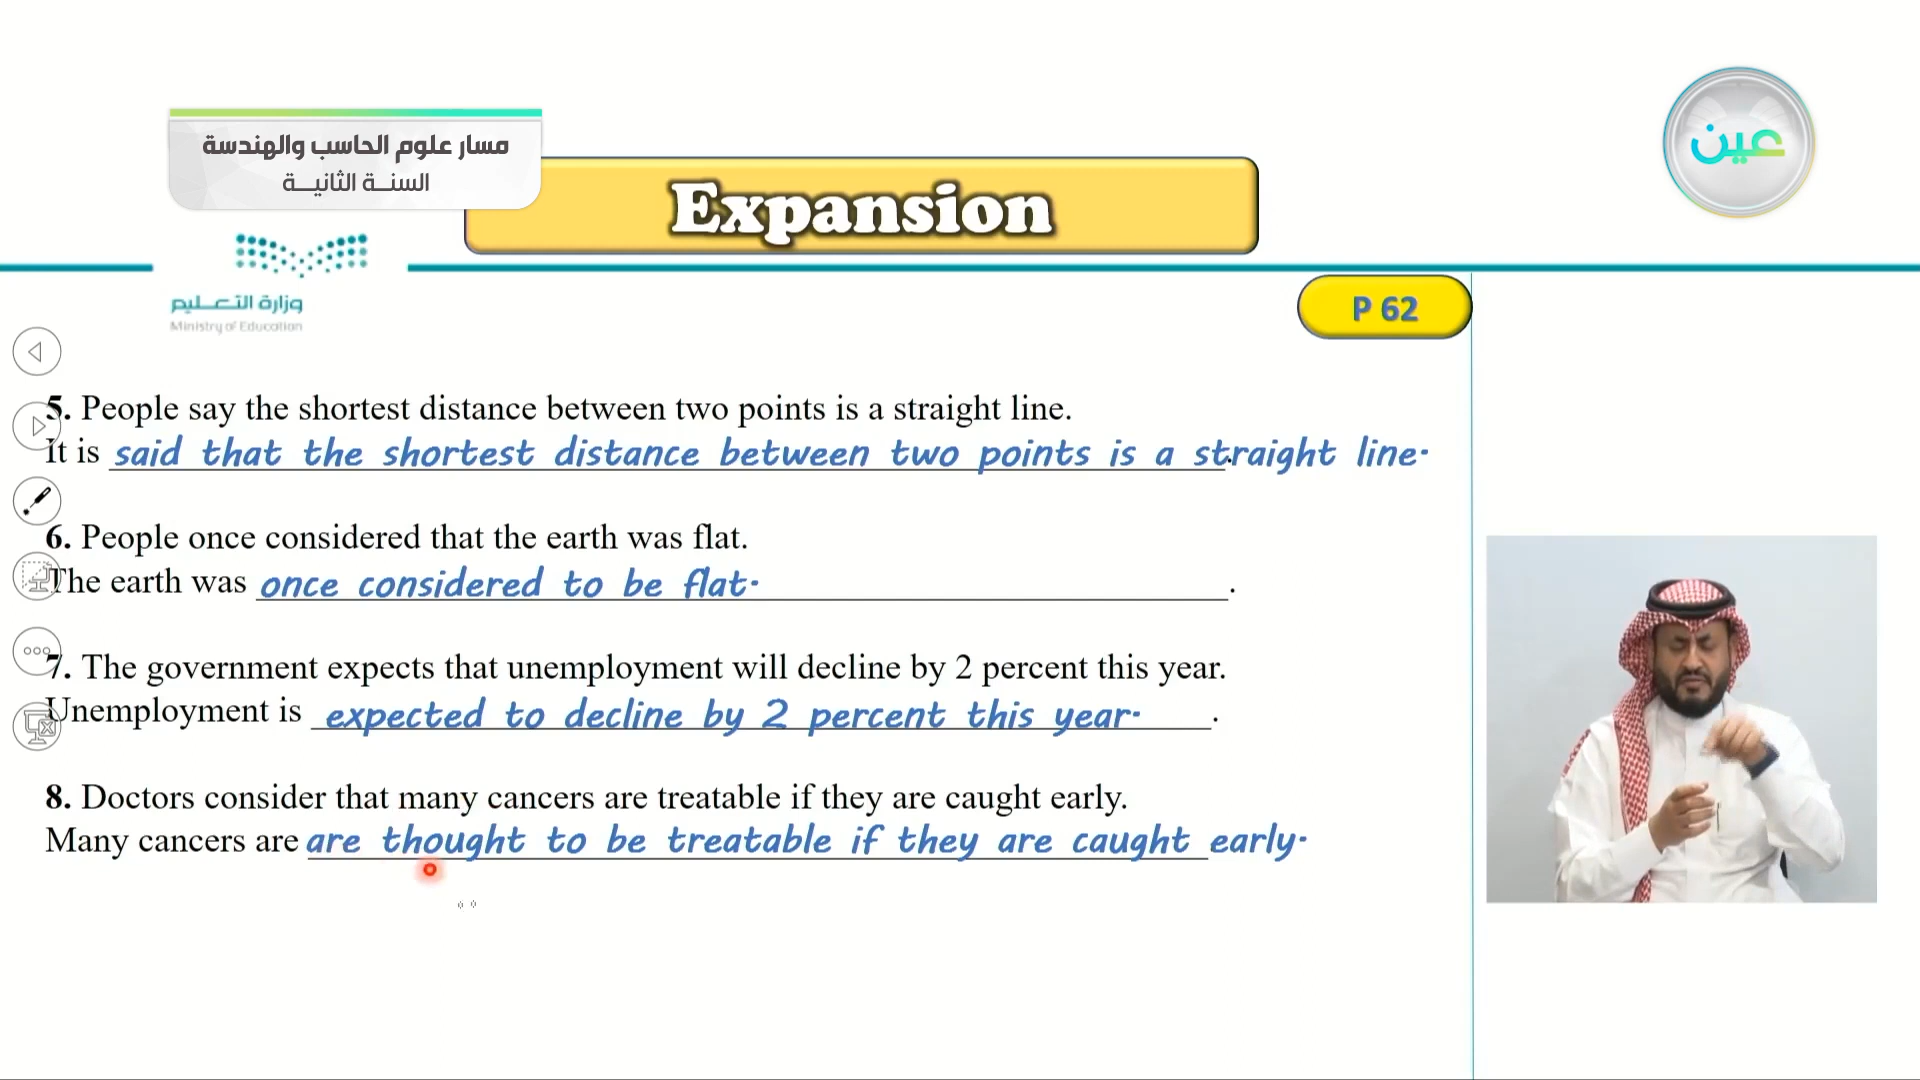 مسار علوم الحاسب والهندسة
السنة الثانية
عين
Expansion
وزارة التعليم
Ministry of Education
P 62
5. People say the shortest distance between two points is a straight line.
It is said that the shortest distance between two points is a straight line.
6. People once considered that the earth was flat.
The earth was once considered to be flat. .
7. The government expects that unemployment will decline by 2 percent this year.
Unemployment is expected to decline by 2 percent this year. .
8. Doctors consider that many cancers are treatable if they are caught early.
Many cancers are are thought to be treatable if they are caught early.